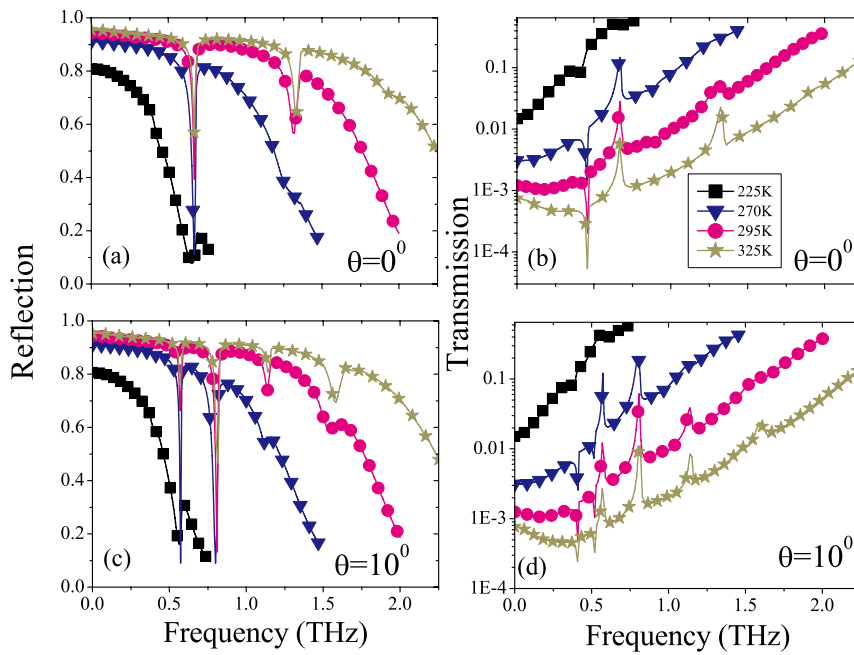 Reflection
1.0
0.8
0.6
0.4
0.2
0.0
(a)
θ=0⁰
Transmission
0.1
0.01
1E-3
1E-4
(b)
225K
270K
295K
325K
θ=0⁰
1.0
0.8
0.6
0.4
0.2
0.0
(c)
θ=10⁰
0.0 0.5 1.0 1.5 2.0
Frequency (THz)
0.1
0.01
1E-3
1E-4
(d)
θ=10⁰
0.0 0.5 1.0 1.5 2.0
Frequency (THz)